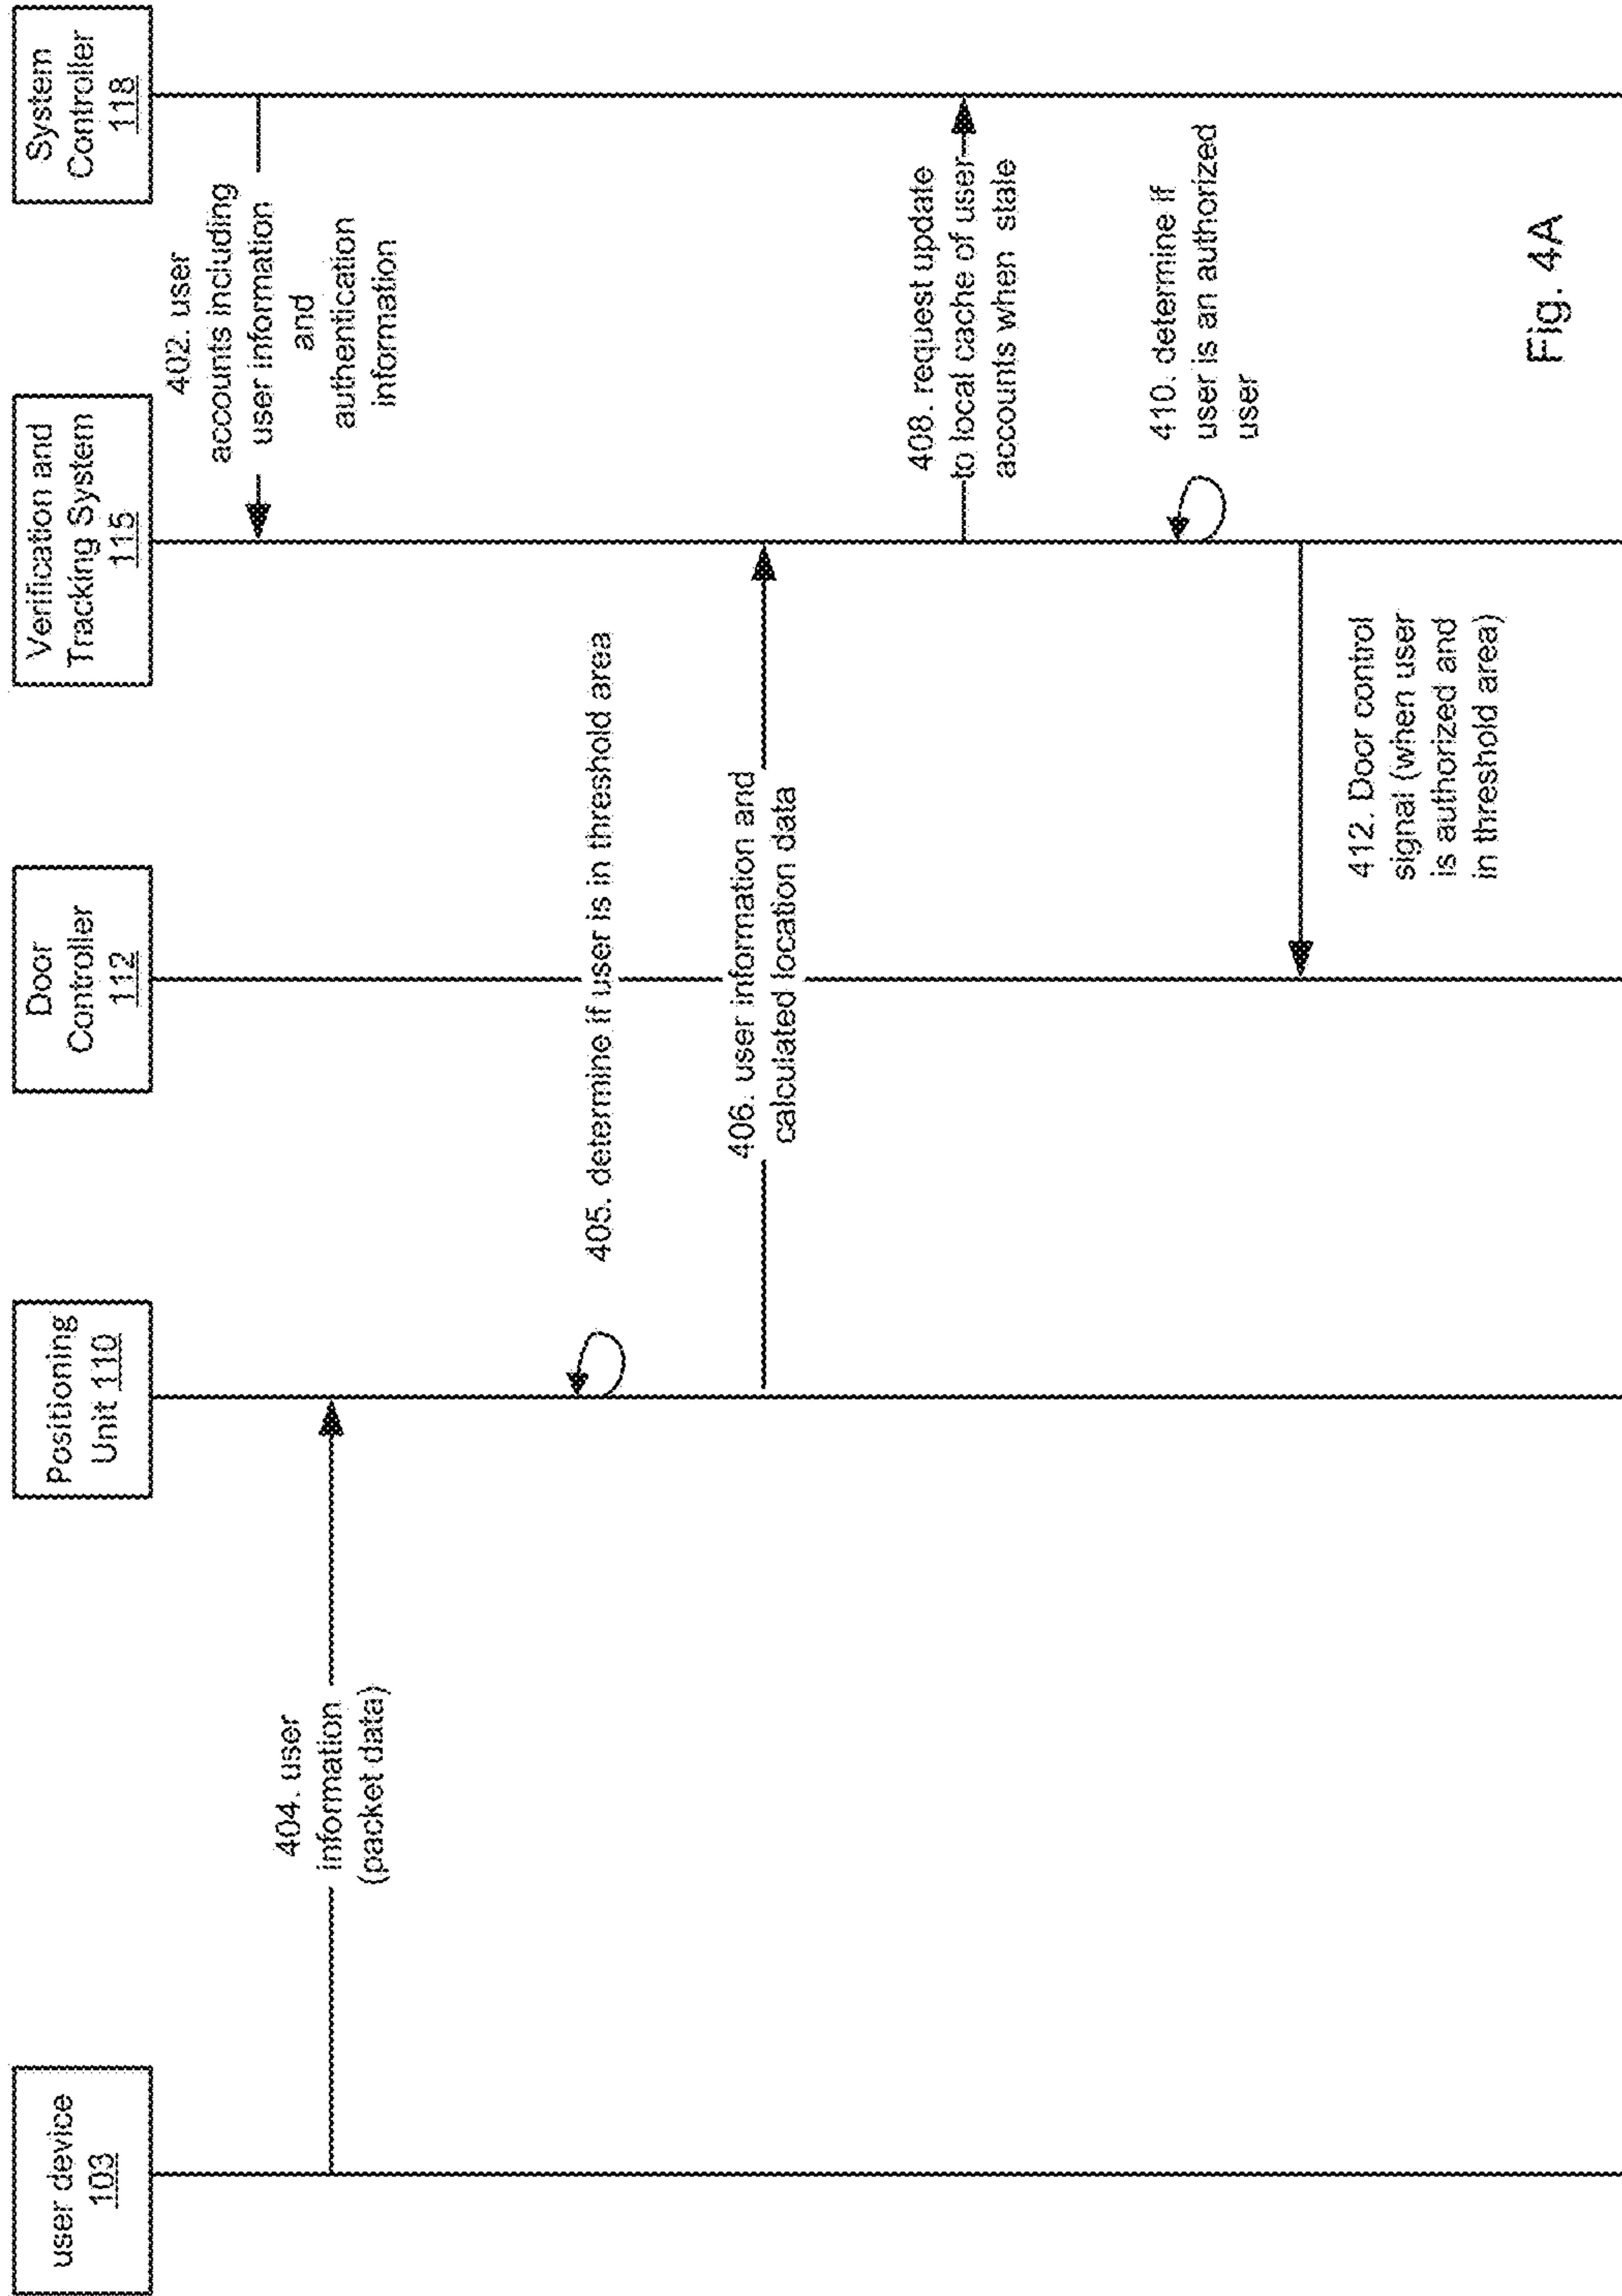 user device
103
Positioning
Unit 110
Door
Controller
112
Verification and
Tracking System
115
System
Controller
118
402. user
accounts including
user information
and
authentication
information
404. user
information
(packet data)
405. determine if user is in threshold area
406. user information and
calculated location data
408. request update
to local cache of user
accounts when stale
410. determine if
user is an authorized
user
412. Door control
signal (when user
is authorized and
in threshold area)
Fig. 4A